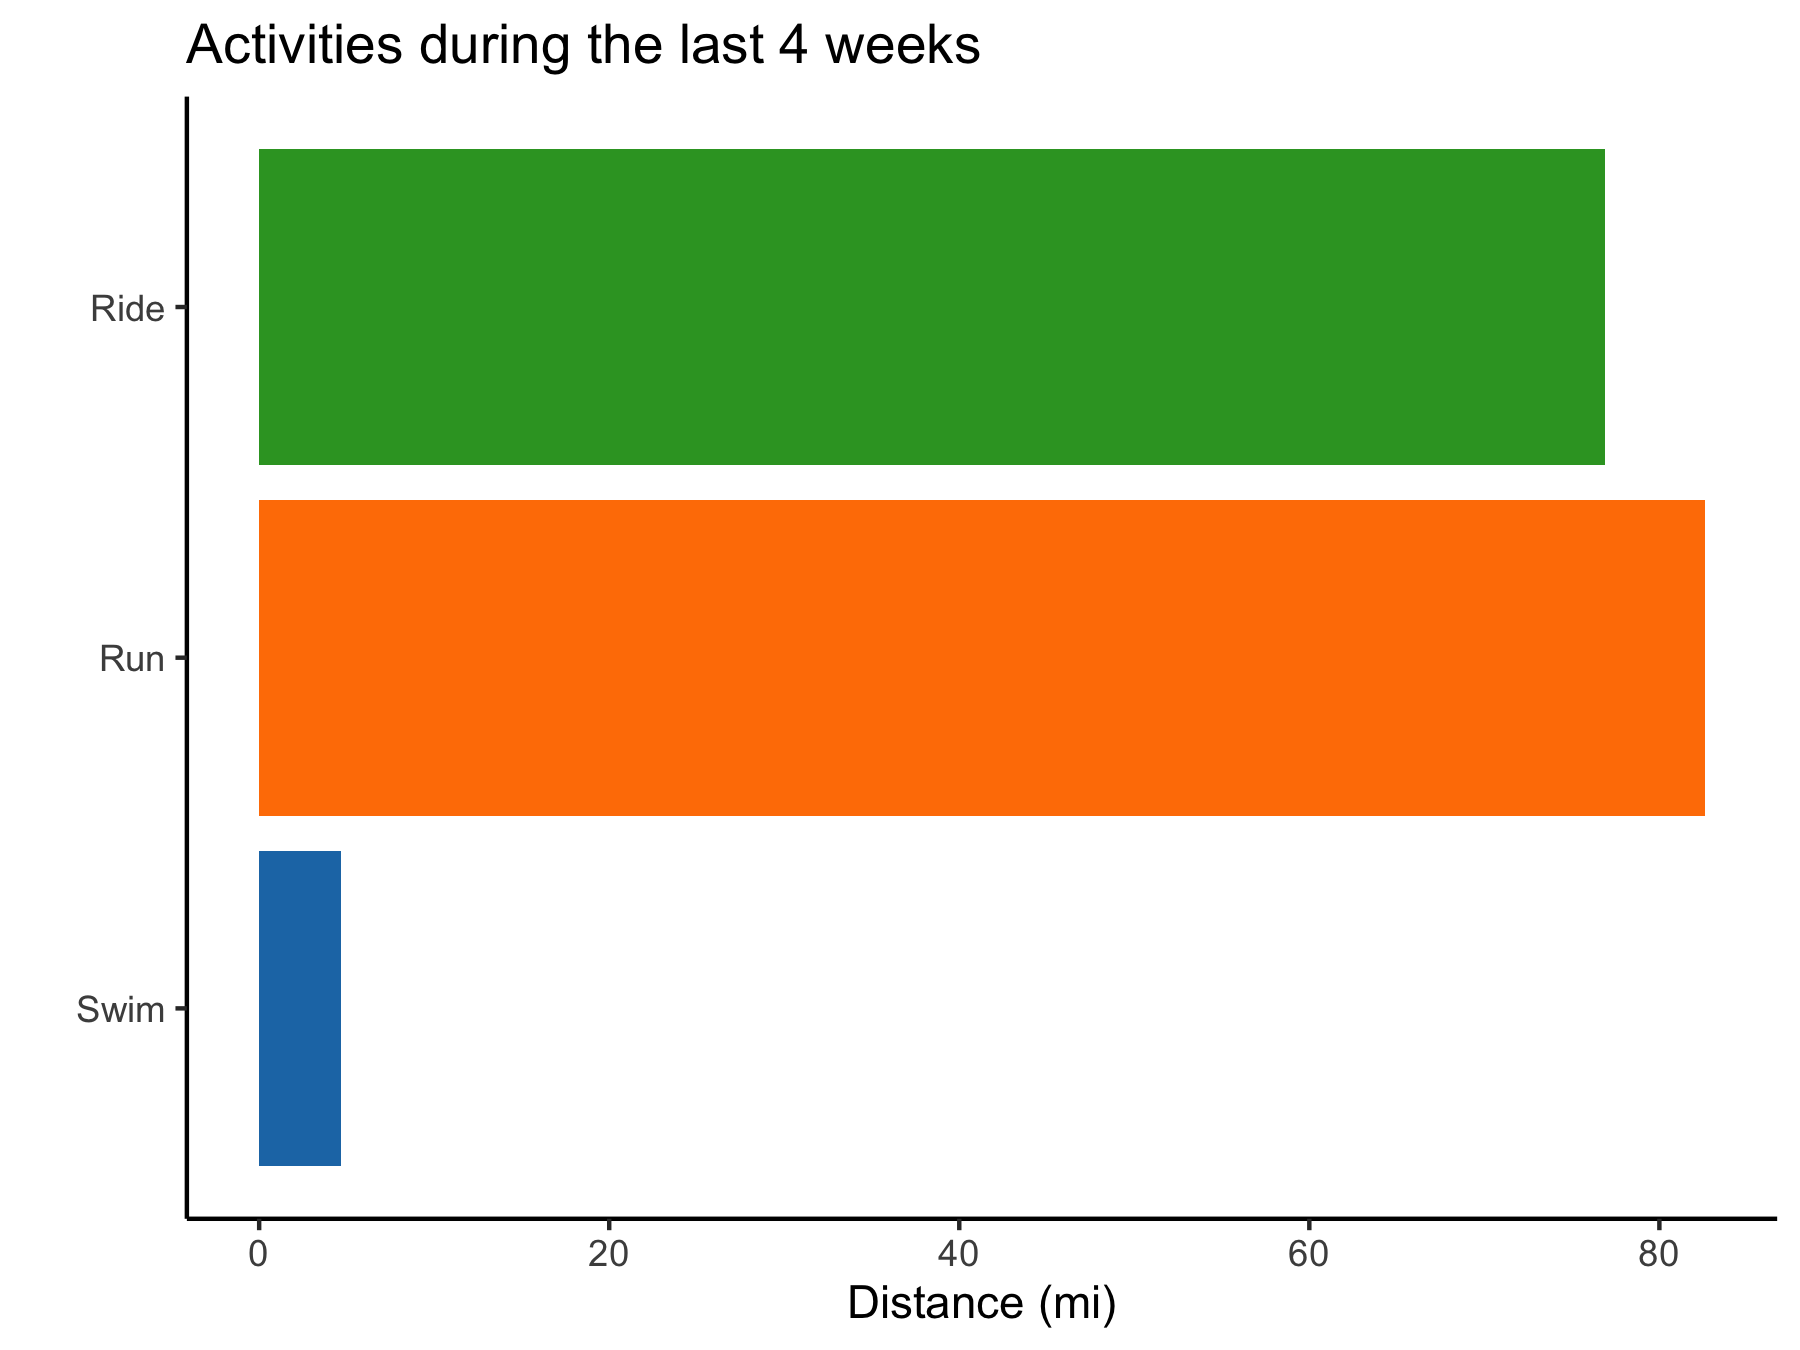 Activities during the last 4 weeks
Ride
Run
Swim
0 20 40 60 80
Distance (mi)